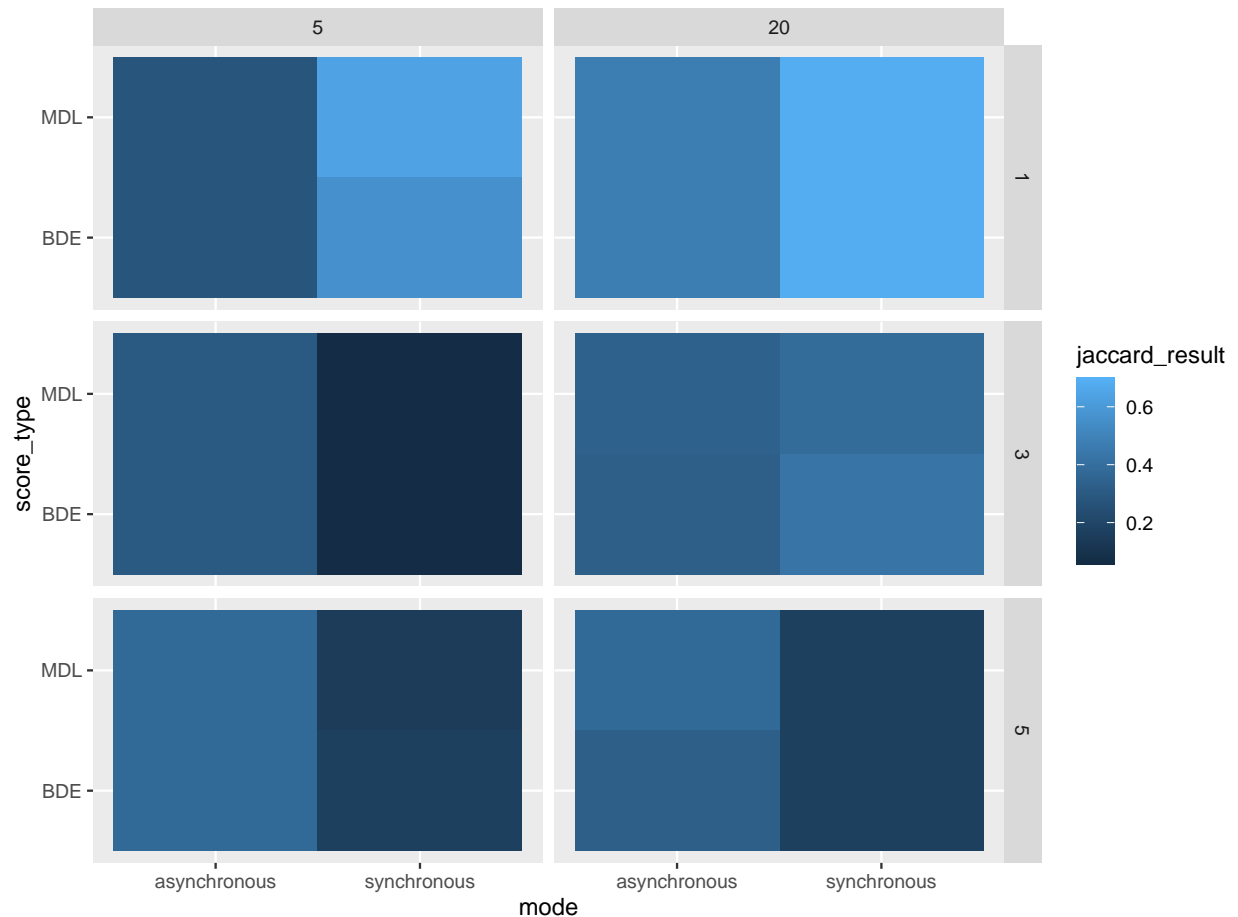 5
20
MDL
BDE
1
MDL
BDE
3
MDL
BDE
5
score_type
asynchronous
synchronous
asynchronous
synchronous
mode
jaccard_result
0.6
0.4
0.2